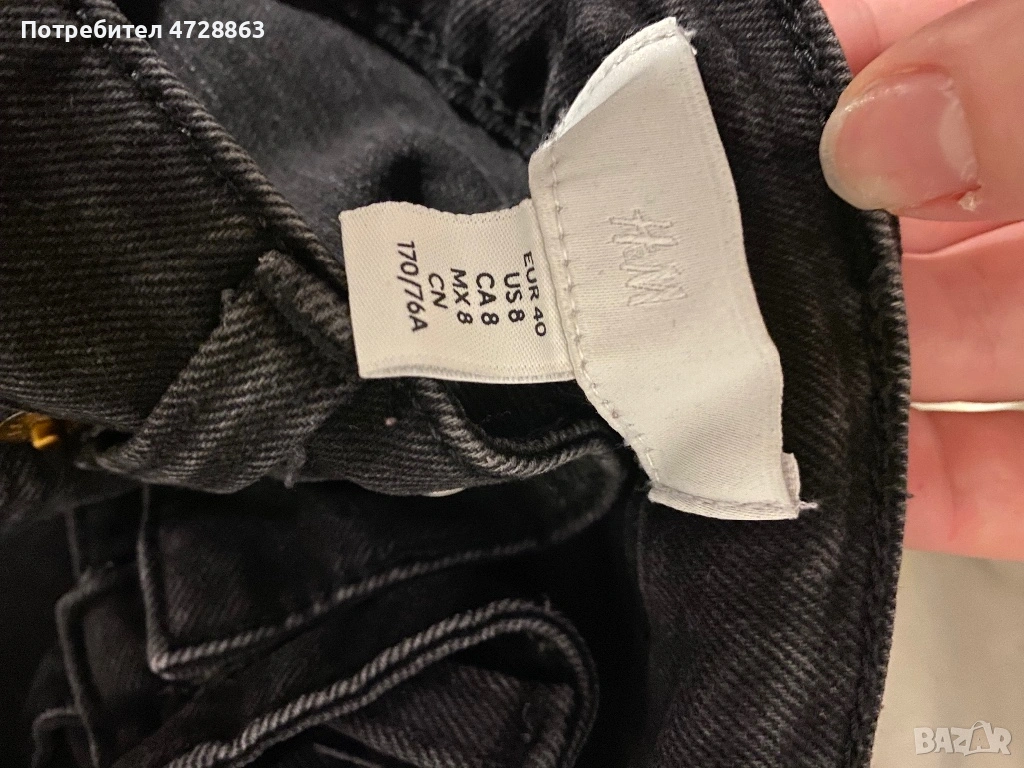 Потребител 4728863
H&M
EUR 40
US 8
CA 8
MX 8
CN
170/76A
BAZAR